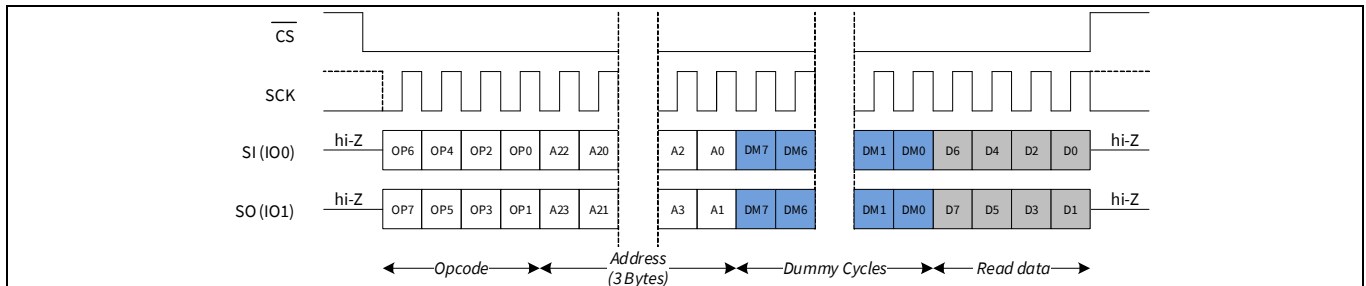 CS
SCK
hi-Z hi-Z
SI (IO0) OP6 OP4 OP2 OP0 A22 A20 A2 A0 DM7 DM6 DM1 DM0 D6 D4 D2 D0
hi-Z hi-Z
SO (IO1) OP7 OP5 OP3 OP1 A23 A21 A3 A1 DM7 DM6 DM1 DM0 D7 D5 D3 D1
Opcode Address Dummy Cycles Read data
(3 Bytes)